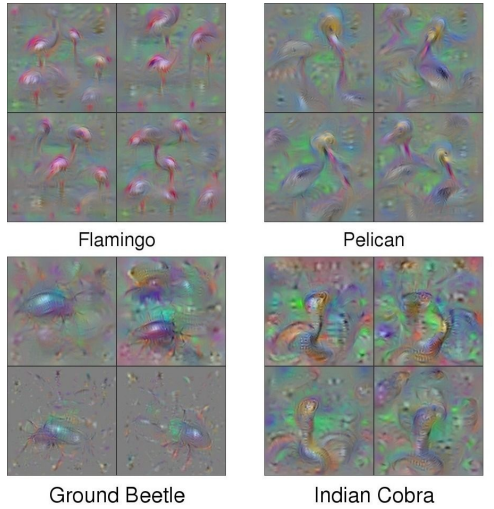 Flamingo
Pelican
Ground Beetle
Indian Cobra